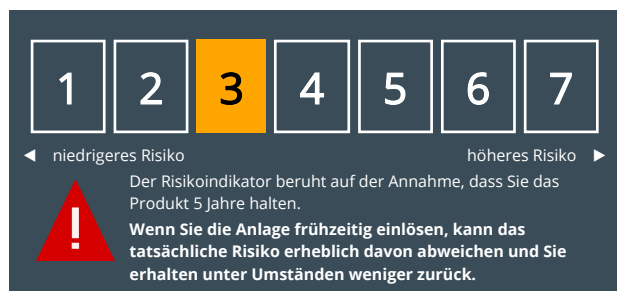 1 2 3 4 5 6 7
◀ niedrigeres Risiko höheres Risiko ▶
Der Risikoindikator beruht auf der Annahme, dass Sie das
Produkt 5 Jahre halten.
Wenn Sie die Anlage frühzeitig einlösen, kann das
tatsächliche Risiko erheblich davon abweichen und Sie
erhalten unter Umständen weniger zurück.
!